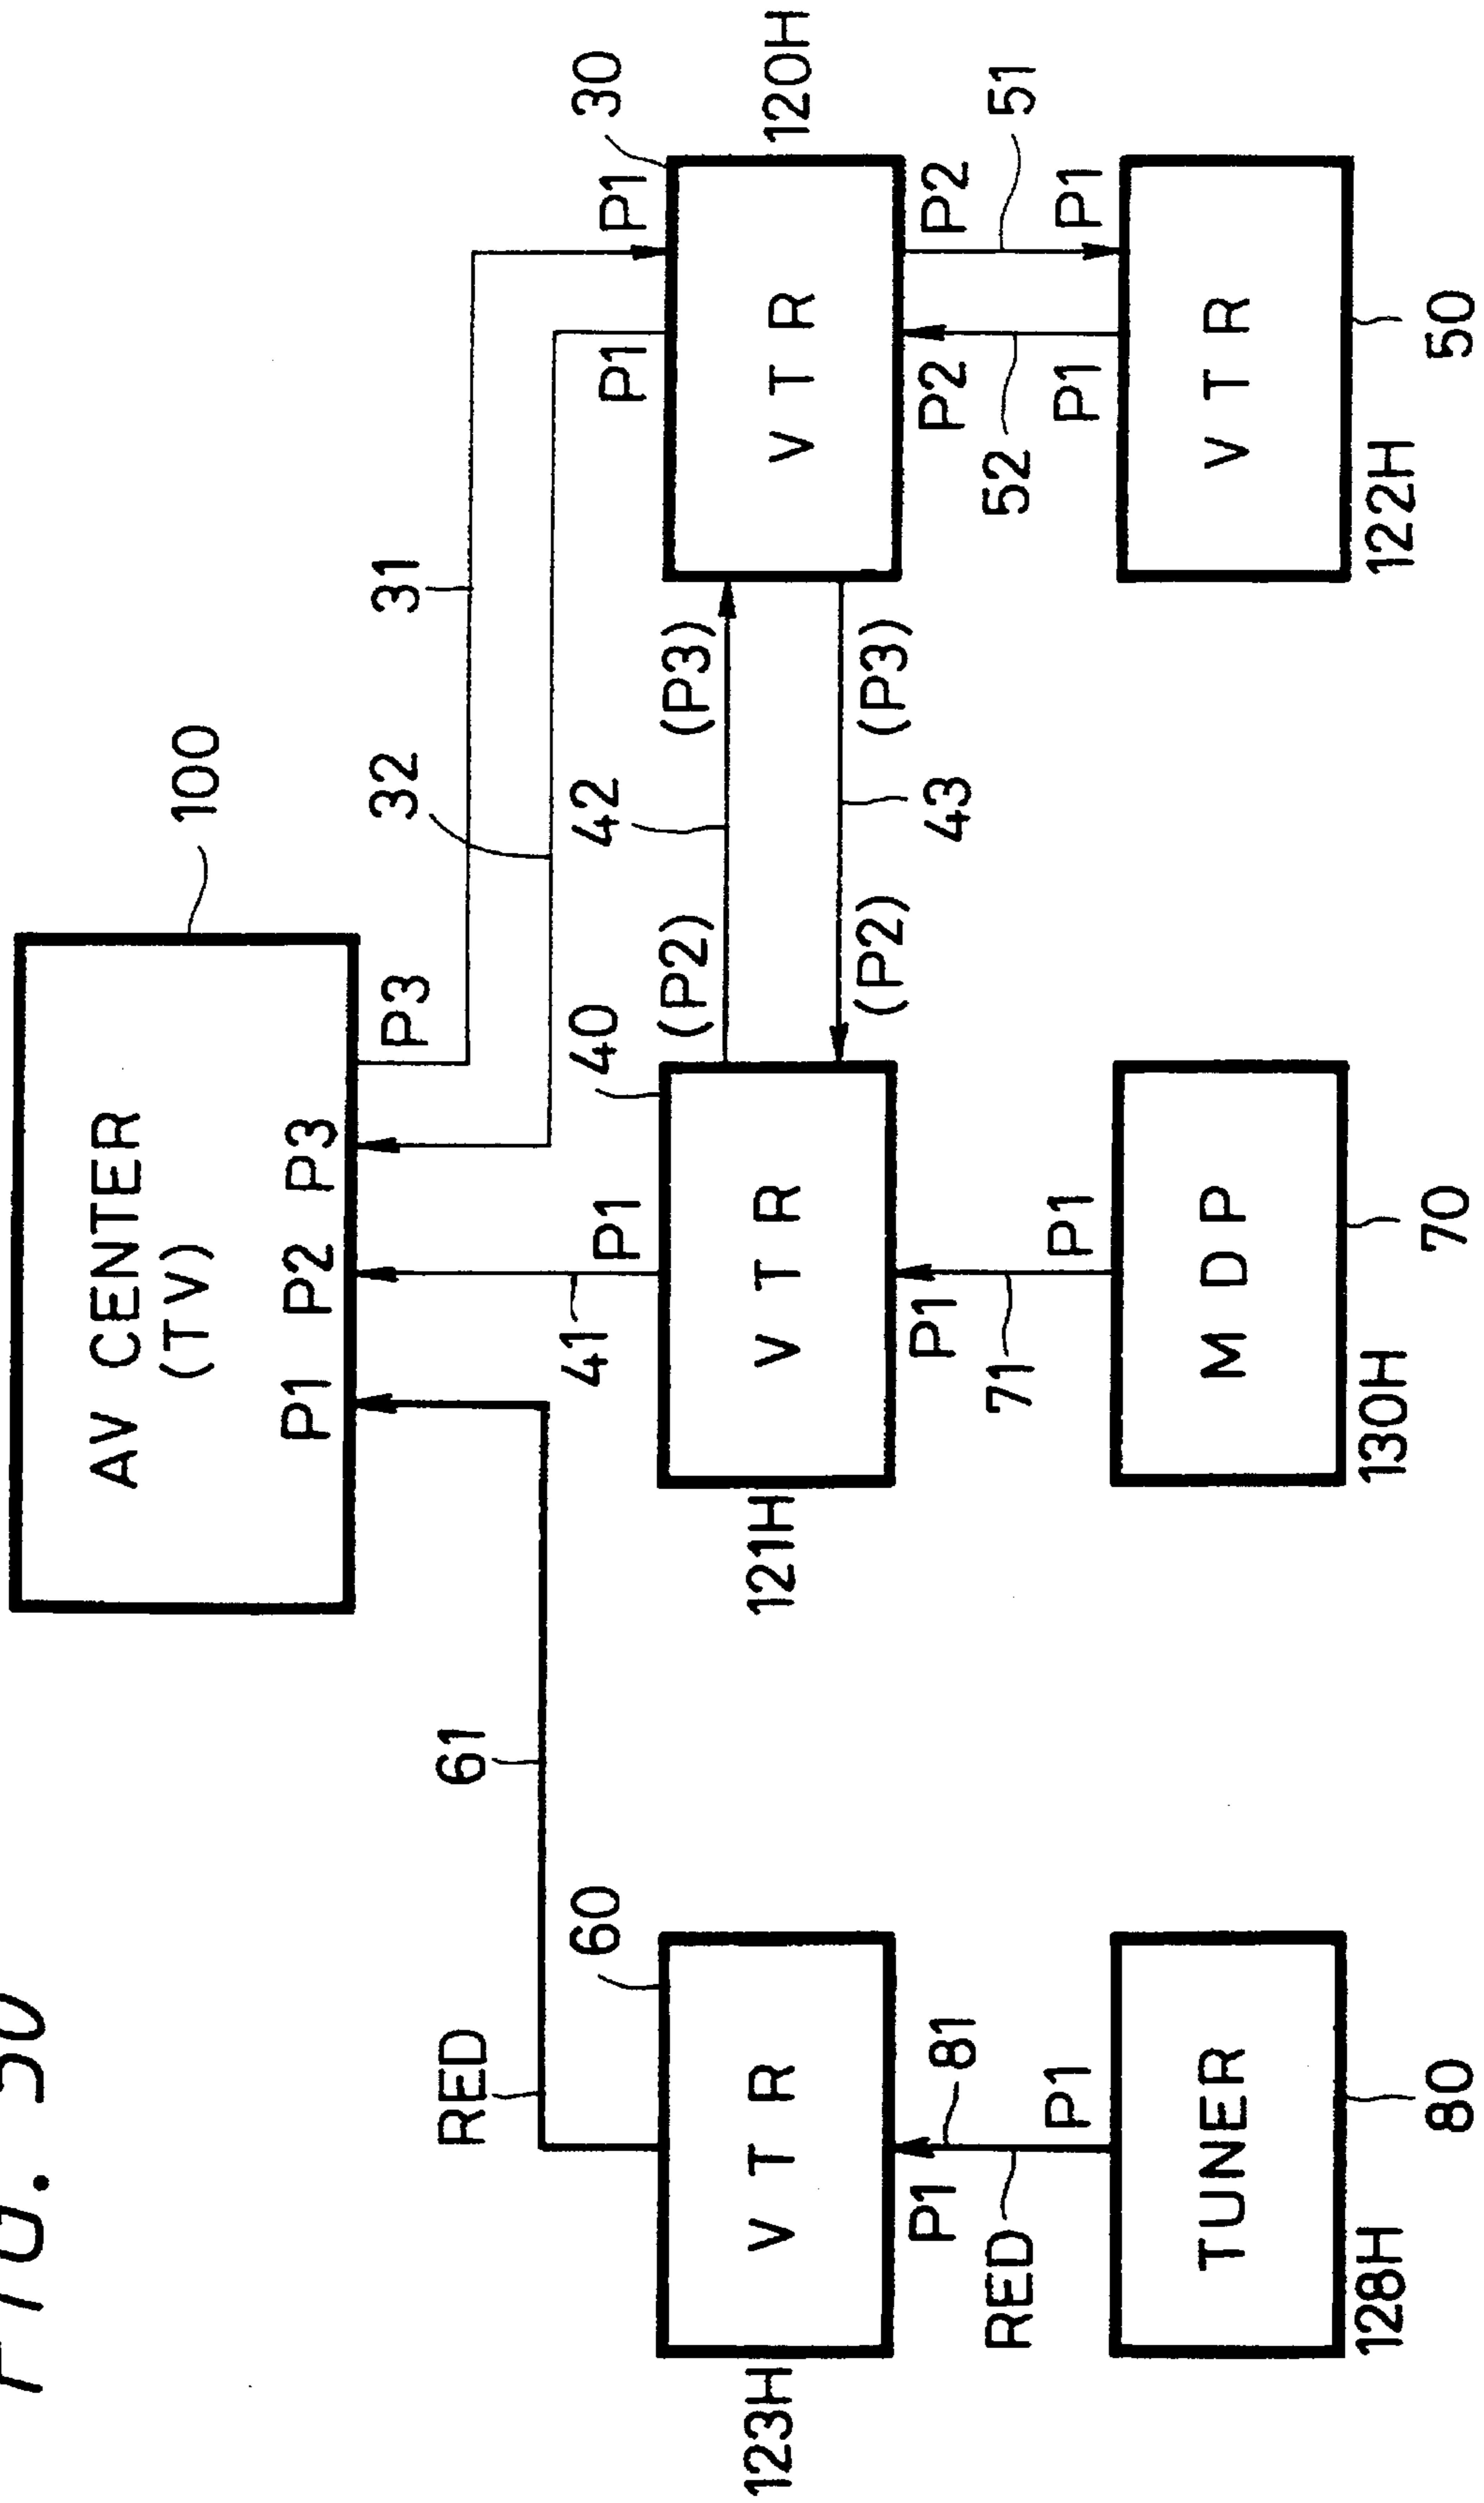 FIG. 50
AV CENTER
(TV)
100
P1 P2 P3
P3
31
32
RED
61
41
P1
P1
P1
30
60
40
42
(P2)
(P3)
123H
VTR
121H
VTR
VTR
120H
(P2)
43
(P3)
P1
81
P1
P2
P2
RED
P1
71
P1
52
P1
51
P1
TUNER
MDP
VTR
128H
80
130H
70
122H
50